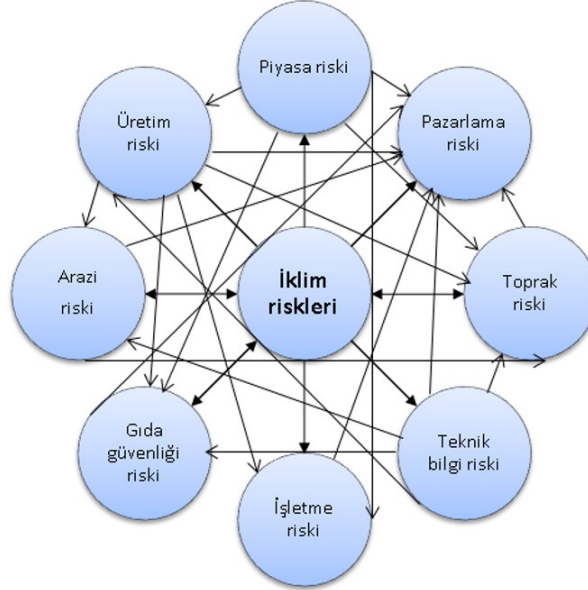 Piyasa riski
Üretim
riski
Pazarlama
riski
Arazi
riski
İklim
riskleri
Toprak
riski
Gıda
güvenliği
riski
İşletme
riski
Teknik
bilgi riski